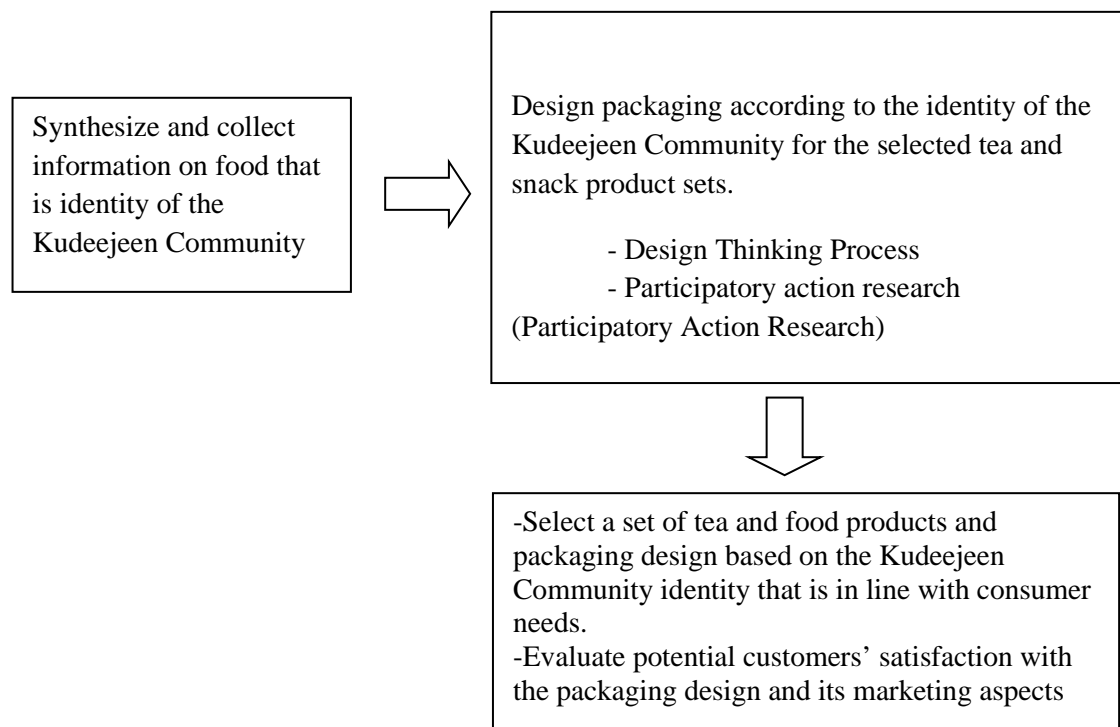 Synthesize and collect
information on food that
is identity of the
Kudeejeen Community
Design packaging according to the identity of the
Kudeejeen Community for the selected tea and
snack product sets.
- Design Thinking Process
- Participatory action research
(Participatory Action Research)
-Select a set of tea and food products and
packaging design based on the Kudeejeen
Community identity that is in line with consumer
needs.
-Evaluate potential customers’ satisfaction with
the packaging design and its marketing aspects